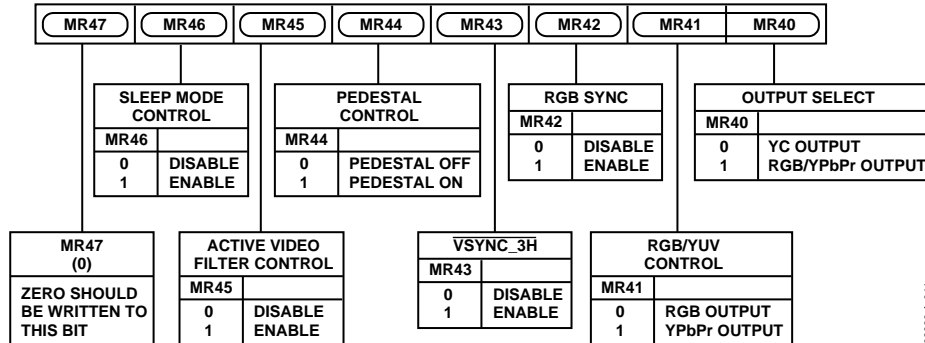 MR47 MR46 MR45 MR44 MR43 MR42 MR41 MR40
SLEEP MODE
CONTROL
MR46
0 DISABLE
1 ENABLE
PEDESTAL
CONTROL
MR44
0 PEDESTAL OFF
1 PEDESTAL ON
RGB SYNC
MR42
0 DISABLE
1 ENABLE
OUTPUT SELECT
MR40
0 YC OUTPUT
1 RGB/YPbPr OUTPUT
MR47
(0)
ZERO SHOULD
BE WRITTEN TO
THIS BIT
ACTIVE VIDEO
FILTER CONTROL
MR45
0 DISABLE
1 ENABLE
VSYNC_3H
MR43
0 DISABLE
1 ENABLE
RGB/YUV
CONTROL
MR41
0 RGB OUTPUT
1 YPbPr OUTPUT